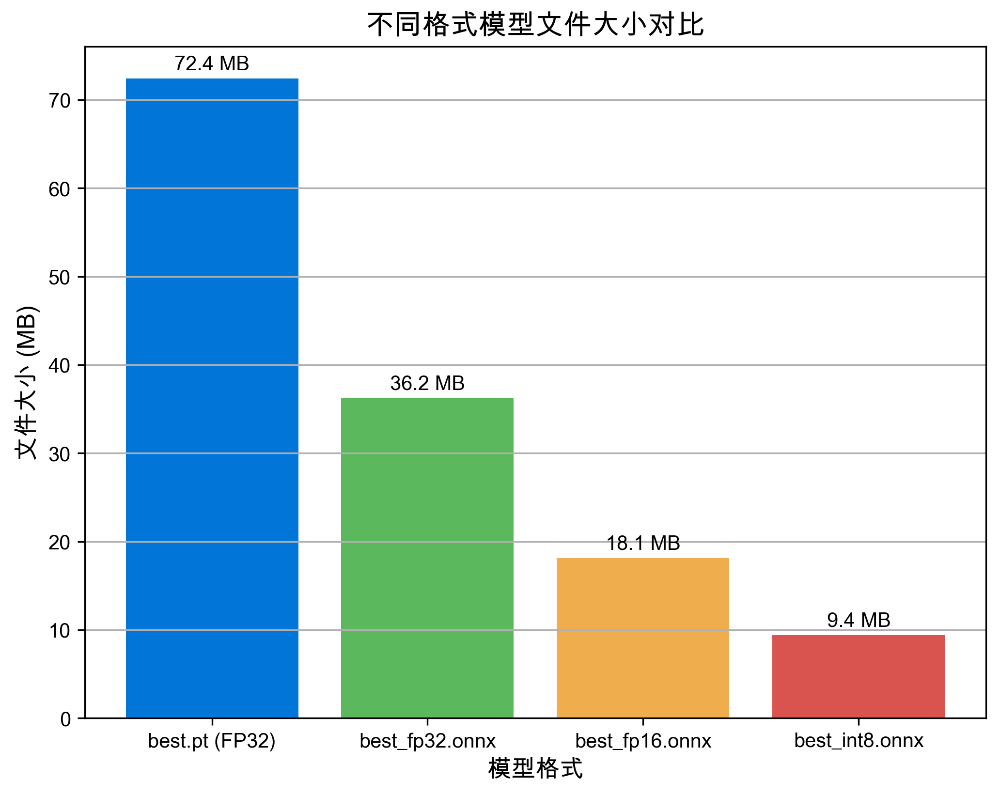 不同格式模型文件大小对比
72.4 MB
36.2 MB
18.1 MB
9.4 MB
文件大小 (MB)
70
60
50
40
30
20
10
0
best.pt (FP32)
best_fp32.onnx
best_fp16.onnx
best_int8.onnx
模型格式